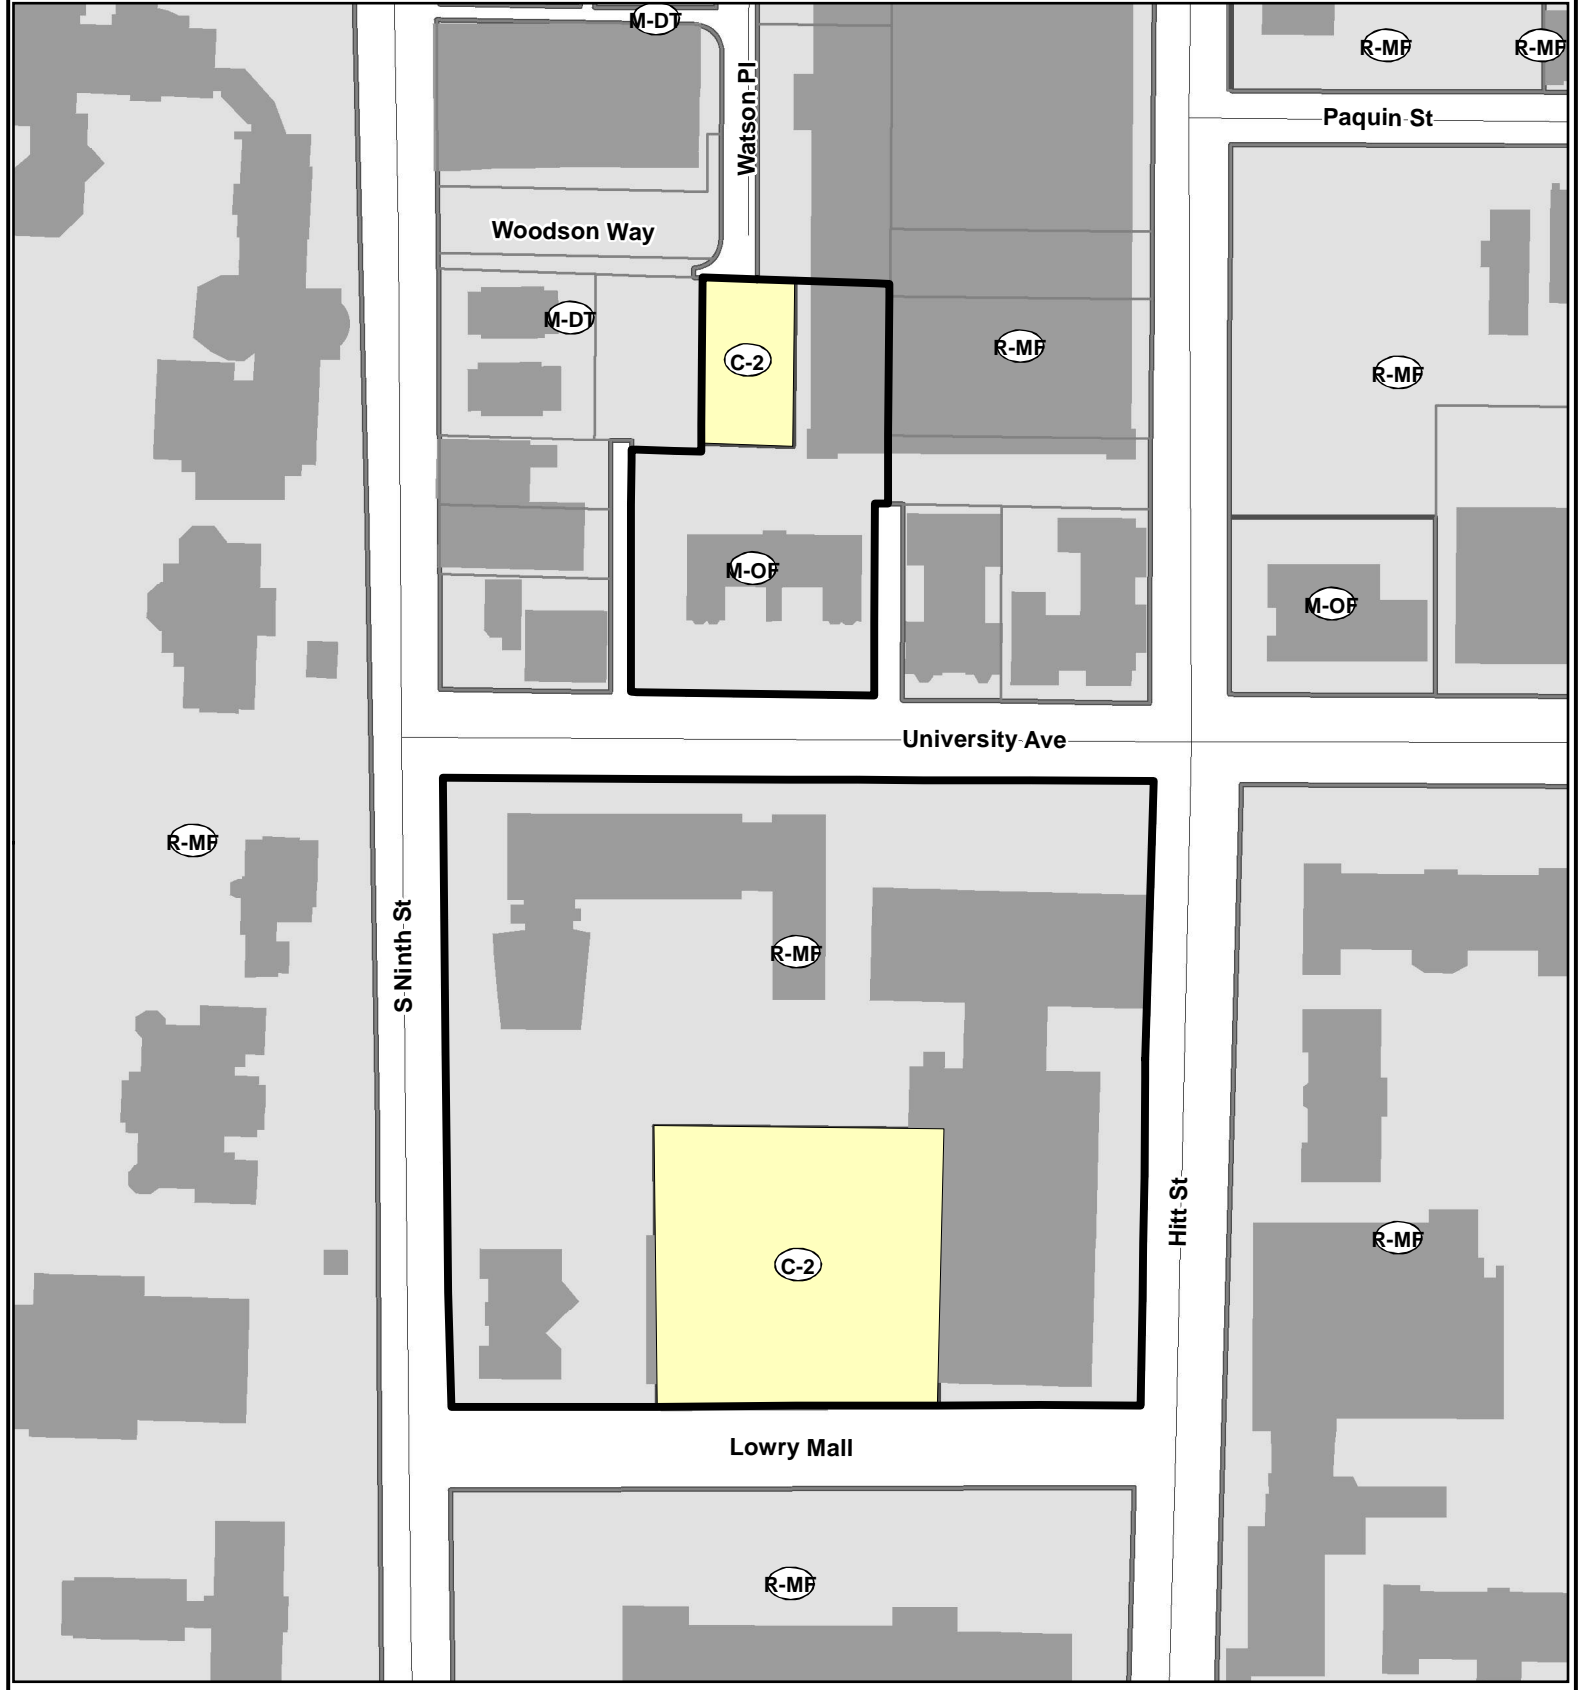 M-DT
R-MF
R-MF
Watson Pl
Paquin St
Woodson Way
M-DT
C-2
R-MF
R-MF
M-OF
M-OF
University Ave
R-MF
S Ninth St
R-MF
Hitt St
C-2
R-MF
Lowry Mall
R-MF